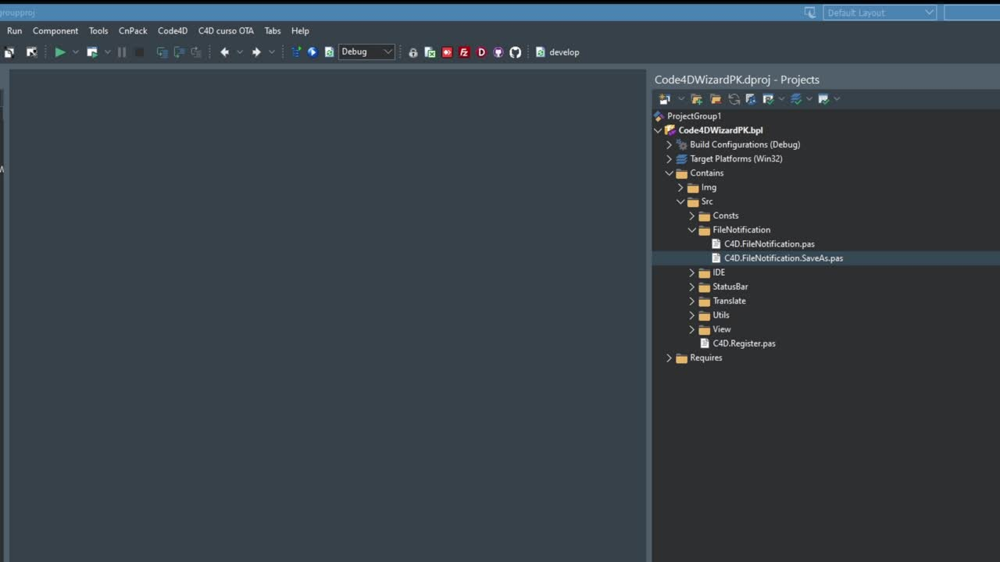 groupproj
Default Layout
Run Component Tools CnPack Code4D C4D curso OTA Tabs Help
Debug
Fz D
develop
Code4DWizardPK.dproj - Projects
ProjectGroup1
Code4DWizardPK.bpl
Build Configurations (Debug)
Target Platforms (Win32)
Contains
Img
Src
Consts
FileNotification
C4D.FileNotification.pas
C4D.FileNotification.SaveAs.pas
IDE
StatusBar
Translate
Utils
View
C4D.Register.pas
Requires